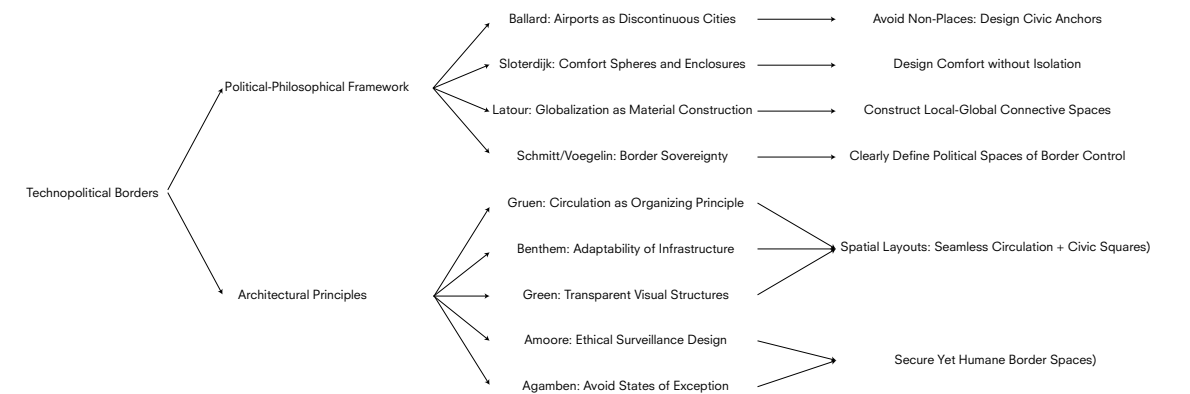 Ballard: Airports as Discontinuous Cities
Avoid Non-Places: Design Civic Anchors
Sloterdijk: Comfort Spheres and Enclosures
Design Comfort without Isolation
Political-Philosophical Framework
Latour: Globalization as Material Construction
Construct Local-Global Connective Spaces
Schmitt/Voegelin: Border Sovereignty
Clearly Define Political Spaces of Border Control
Technopolitical Borders
Gruen: Circulation as Organizing Principle
Benthem: Adaptability of Infrastructure
Spatial Layouts: Seamless Circulation + Civic Squares)
Architectural Principles
Green: Transparent Visual Structures
Amoore: Ethical Surveillance Design
Secure Yet Humane Border Spaces)
Agamben: Avoid States of Exception